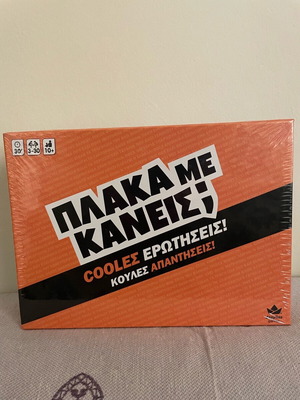 30' 3-30 10+
ΠΛΑΚΑ ΜΕ
ΚΑΝΕΙΣ;
COOLΕΣ ΕΡΩΤΗΣΕΙΣ!
ΚΟΥΛΕΣ ΑΠΑΝΤΗΣΕΙΣ!